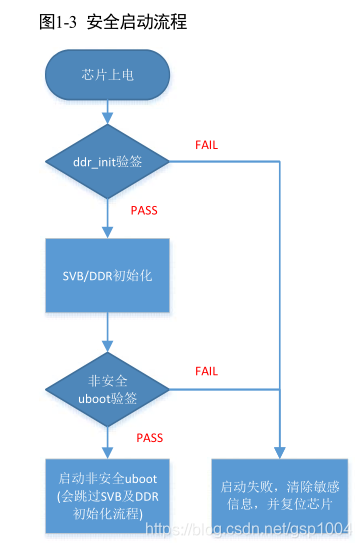 图1-3 安全启动流程
芯片上电
ddr_init验签
FAIL
PASS
SVB/DDR初始化
非安全
uboot验签
FAIL
PASS
启动非安全uboot
(会跳过SVB及DDR
初始化流程)
启动失败，清除敏感
信息，并复位芯片
https://blog.csdn.net/gsp1004